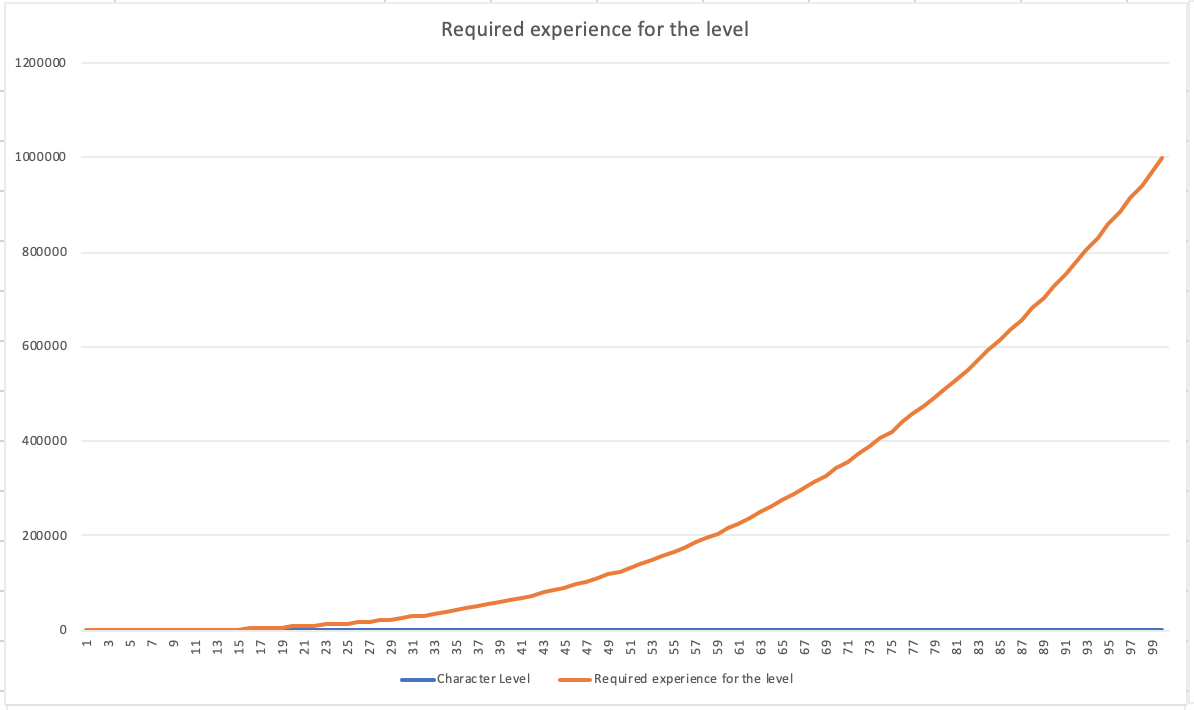 Required experience for the level
1200000
1000000
800000
600000
400000
200000
0
1 3 5 7 9 11 13 15 17 19 21 23 25 27 29 31 33 35 37 39 41 43 45 47 49 51 53 55 57 59 61 63 65 67 69 71 73 75 77 79 81 83 85 87 89 91 93 95 97 99
Character Level Required experience for the level